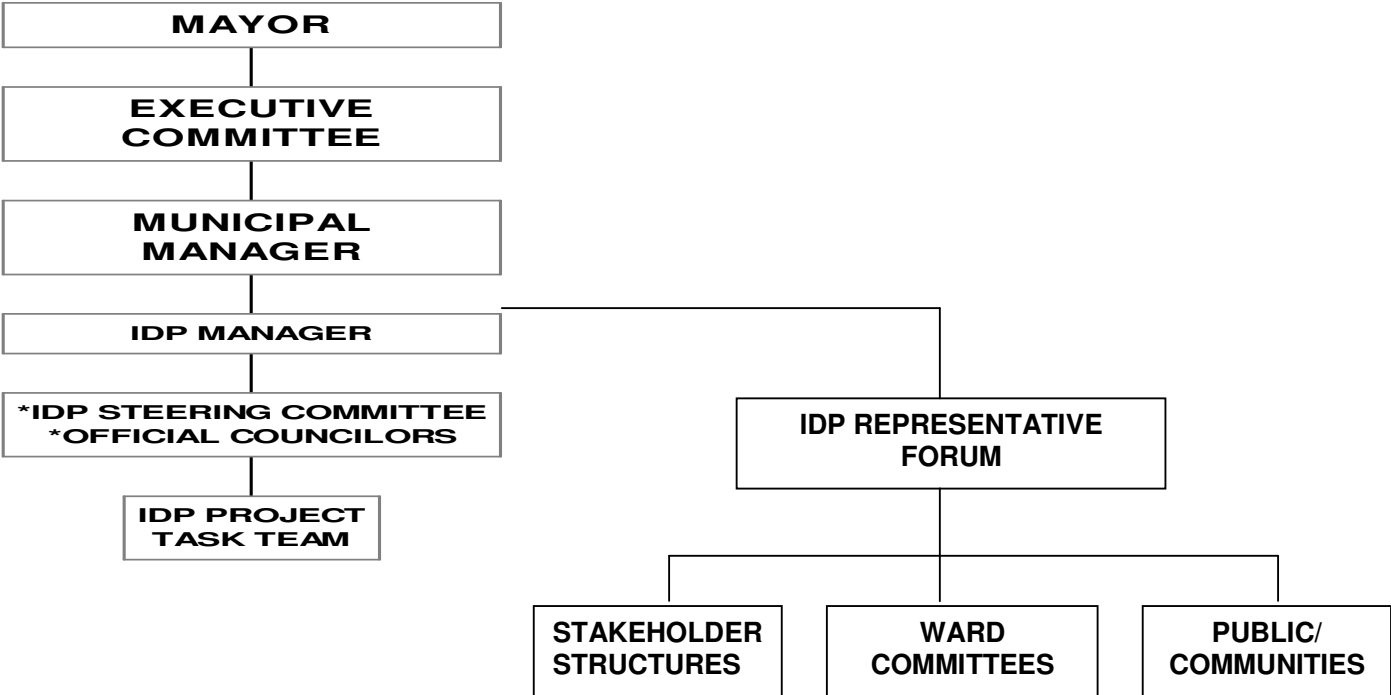 MAYOR
EXECUTIVE
COMMITTEE
MUNICIPAL
MANAGER
IDP MANAGER
*IDP STEERING COMMITTEE
*OFFICIAL COUNCILORS
IDP PROJECT
TASK TEAM
IDP REPRESENTATIVE
FORUM
STAKEHOLDER
STRUCTURES
WARD
COMMITTEES
PUBLIC/
COMMUNITIES